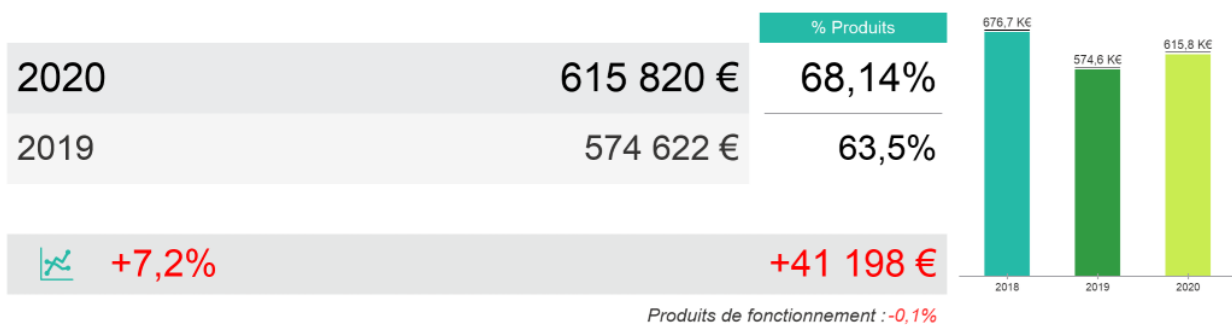 % Produits
2020 615 820 € 68,14%
2019 574 622 € 63,5%
+7,2% +41 198 €
Produits de fonctionnement :-0,1%
676,7 K€
574,6 K€
615,8 K€
2018 2019 2020